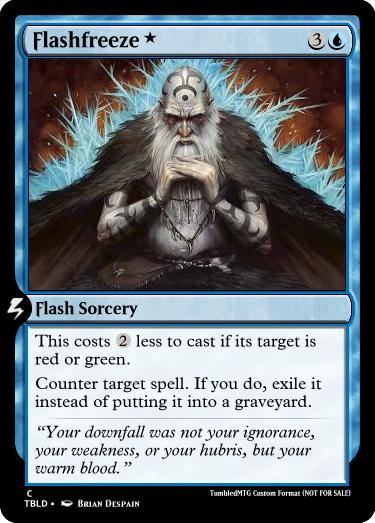 Flashfreeze ★ 3
Flash Sorcery
This costs 2 less to cast if its target is
red or green.
Counter target spell. If you do, exile it
instead of putting it into a graveyard.
“Your downfall was not your ignorance,
your weakness, or your hubris, but your
warm blood.”
C
TBLD • Brian Despain
TumbledMTG Custom Format (NOT FOR SALE)